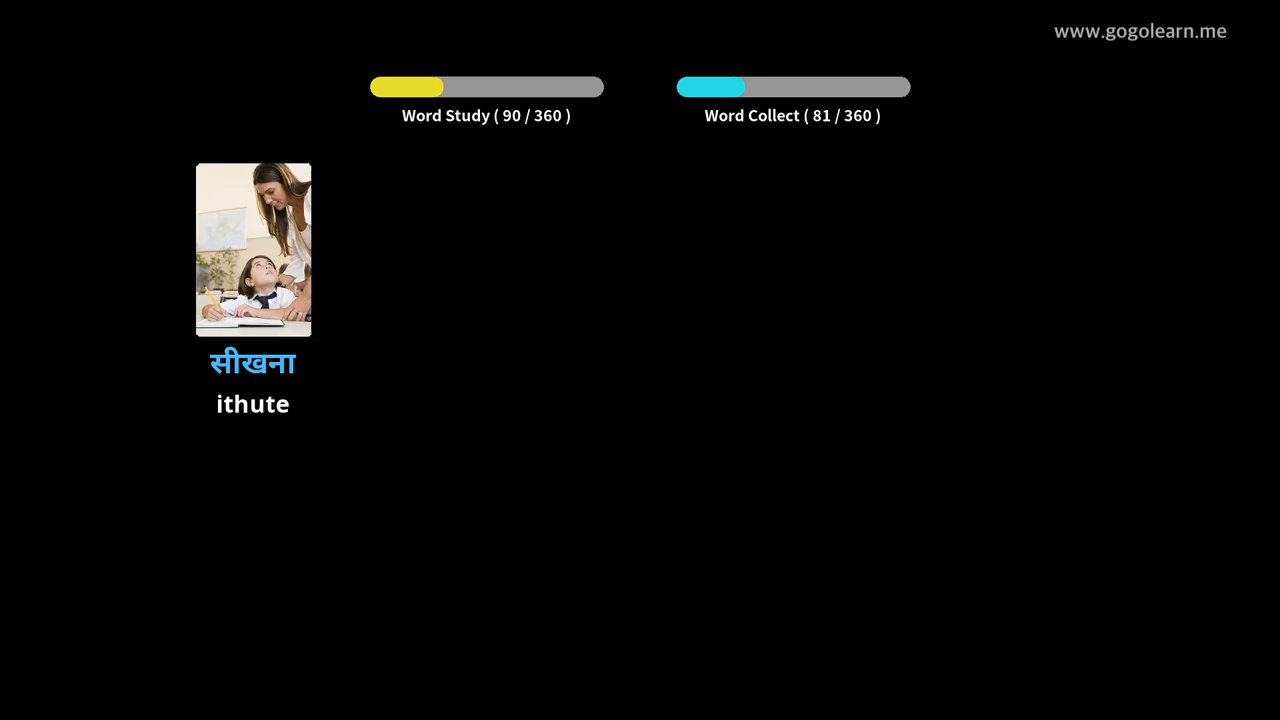 www.gogolearn.me
Word Study ( 90 / 360 )
Word Collect ( 81 / 360 )
सीखना
ithute